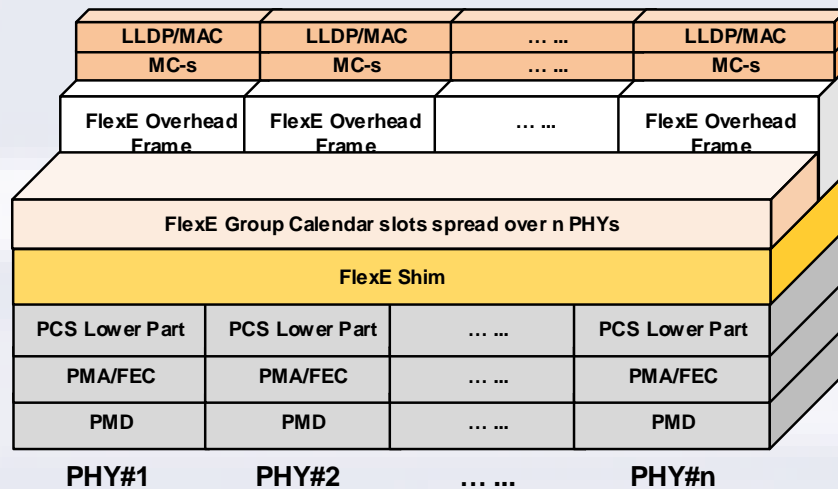 LLDP/MAC LLDP/MAC ... ... LLDP/MAC
MC-s MC-s ... ... MC-s
FlexE Overhead Frame FlexE Overhead Frame ... ... FlexE Overhead Frame
FlexE Group Calendar slots spread over n PHYs
FlexE Shim
PCS Lower Part PCS Lower Part ... ... PCS Lower Part
PMA/FEC PMA/FEC ... ... PMA/FEC
PMD PMD ... ... PMD
PHY#1 PHY#2 ... ... PHY#n